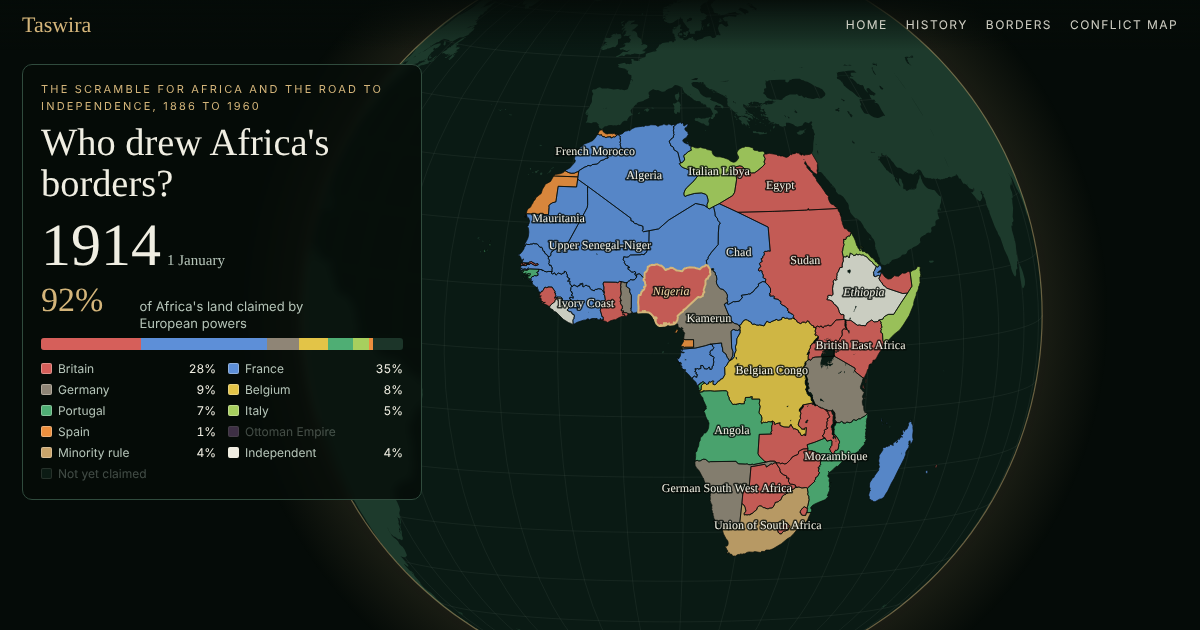 Taswira
HOME HISTORY BORDERS CONFLICT MAP
THE SCRAMBLE FOR AFRICA AND THE ROAD TO
INDEPENDENCE, 1886 TO 1960
Who drew Africa's
borders?
1914 1 January
92% of Africa's land claimed by
European powers
Britain 28% France 35%
Germany 9% Belgium 8%
Portugal 7% Italy 5%
Spain 1% Ottoman Empire
Minority rule 4% Independent 4%
Not yet claimed
French Morocco
Algeria
Italian Libya
Egypt
Mauritania
Upper Senegal-Niger
Chad
Sudan
Nigeria
Ethiopia
Ivory Coast
Kamerun
British East Africa
Belgian Congo
Angola
Mozambique
German South West Africa
Union of South Africa